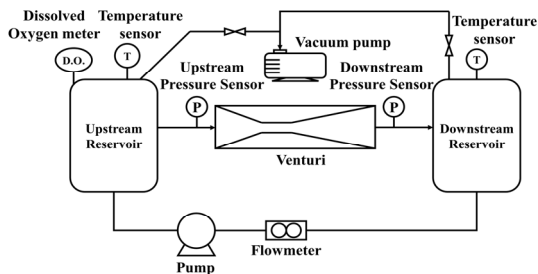 Dissolved
Oxygen meter
Temperature
sensor
Temperature
sensor
D.O.
T
Vacuum pump
T
Upstream
Pressure Sensor
Downstream
Pressure Sensor
P
P
Upstream
Reservoir
Downstream
Reservoir
Venturi
Flowmeter
Pump